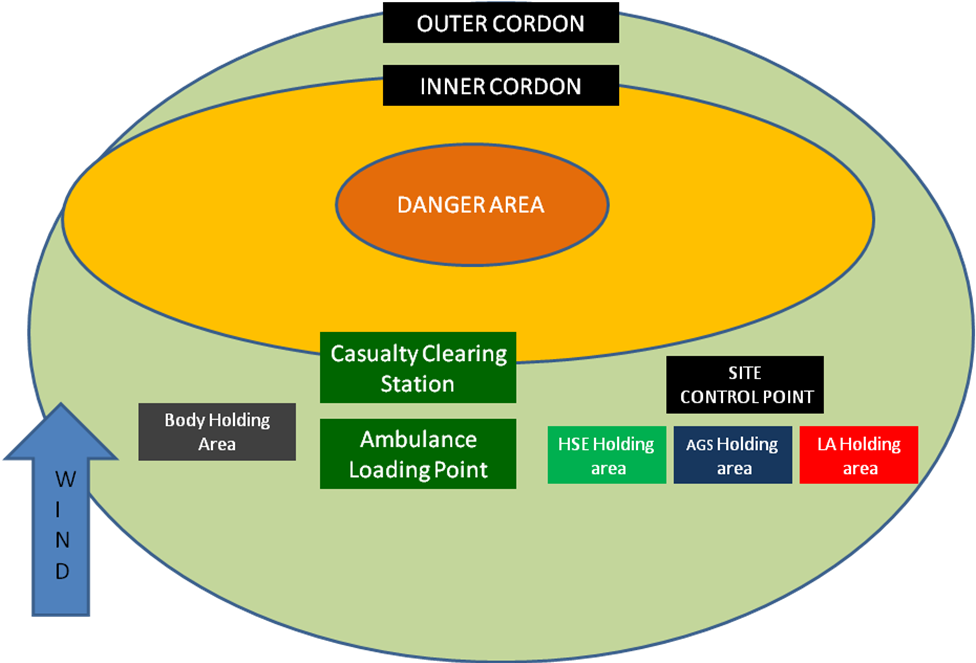 OUTER CORDON
INNER CORDON
DANGER AREA
Casualty Clearing
Station
SITE
CONTROL POINT
Body Holding
Area
Ambulance
Loading Point
HSE Holding
area
AGS Holding
area
LA Holding
area
W
I
N
D